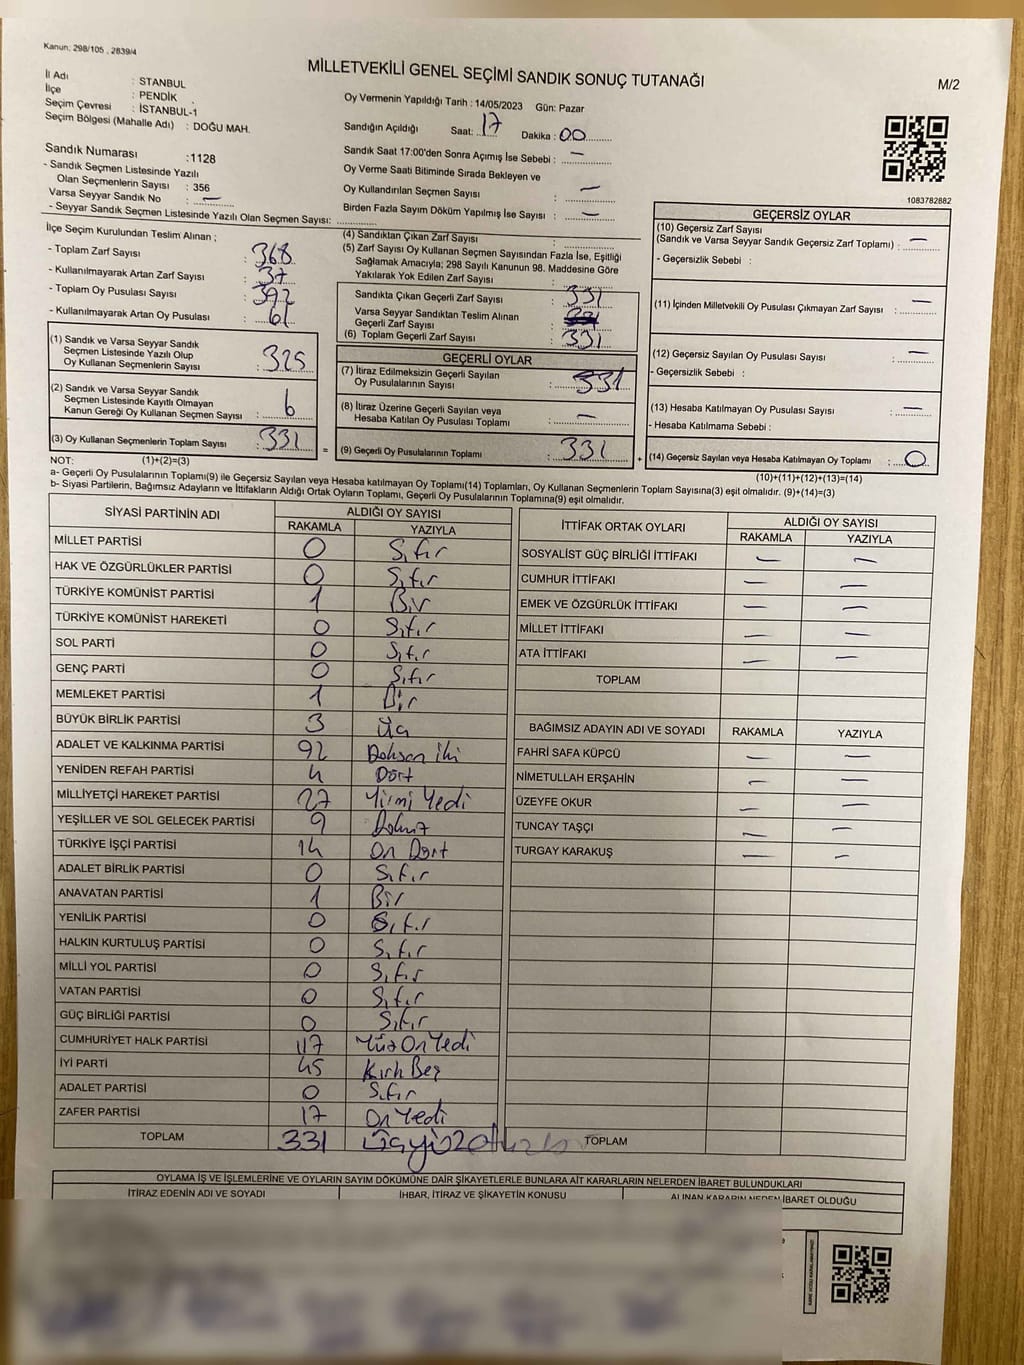 Kanun, 298/105 , 2839/4
MİLLETVEKİLİ GENEL SEÇİMİ SANDIK SONUÇ TUTANAĞI
M/2
İl Adı : STANBUL
İlçe : PENDİK
Seçim Çevresi : İSTANBUL-1
Seçim Bölgesi (Mahalle Adı) : DOĞU MAH.
Oy Vermenin Yapıldığı Tarih : 14/05/2023 Gün: Pazar
Sandığın Açıldığı Saat: 17 Dakika : 00
Sandık Saat 17:00'den Sonra Açımış İse Sebebi : —
Oy Verme Saati Bitiminde Sırada Bekleyen ve
Oy Kullandırılan Seçmen Sayısı : —
Birden Fazla Sayım Döküm Yapılmış İse Sayısı : —
1083782882
Sandık Numarası : 1128
- Sandık Seçmen Listesinde Yazılı
Olan Seçmenlerin Sayısı : 356
Varsa Seyyar Sandık No : —
- Seyyar Sandık Seçmen Listesinde Yazılı Olan Seçmen Sayısı:
İlçe Seçim Kurulundan Teslim Alınan ;
- Toplam Zarf Sayısı : 368
- Kullanılmayarak Artan Zarf Sayısı : 37
- Toplam Oy Pusulası Sayısı : 392
- Kullanılmayarak Artan Oy Pusulası : 61
(1) Sandık ve Varsa Seyyar Sandık
Seçmen Listesinde Yazılı Olup
Oy Kullanan Seçmenlerin Sayısı : 325
(2) Sandık ve Varsa Seyyar Sandık
Seçmen Listesinde Kayıtlı Olmayan
Kanun Gereği Oy Kullanan Seçmen Sayısı : 6
(3) Oy Kullanan Seçmenlerin Toplam Sayısı : 331
(4) Sandıktan Çıkan Zarf Sayısı :
(5) Zarf Sayısı Oy Kullanan Seçmen Sayısından Fazla İse, Eşitliği
Sağlamak Amacıyla; 298 Sayılı Kanunun 98. Maddesine Göre
Yakılarak Yok Edilen Zarf Sayısı :
Sandıkta Çıkan Geçerli Zarf Sayısı : 331
Varsa Seyyar Sandıktan Teslim Alınan
Geçerli Zarf Sayısı :
(6) Toplam Geçerli Zarf Sayısı : 331
GEÇERLİ OYLAR
(7) İtiraz Edilmeksizin Geçerli Sayılan
Oy Pusulalarının Sayısı : 331
(8) İtiraz Üzerine Geçerli Sayılan veya
Hesaba Katılan Oy Pusulası Toplamı : —
= (9) Geçerli Oy Pusulalarının Toplamı : 331 +
GEÇERSİZ OYLAR
(10) Geçersiz Zarf Sayısı
(Sandık ve Varsa Seyyar Sandık Geçersiz Zarf Toplamı) : —
- Geçersizlik Sebebi :
(11) İçinden Milletvekili Oy Pusulası Çıkmayan Zarf Sayısı : —
(12) Geçersiz Sayılan Oy Pusulası Sayısı : —
- Geçersizlik Sebebi :
(13) Hesaba Katılmayan Oy Pusulası Sayısı : —
- Hesaba Katılmama Sebebi :
(14) Geçersiz Sayılan veya Hesaba Katılmayan Oy Toplamı : 0
NOT: (1)+(2)=(3) (10)+(11)+(12)+(13)=(14)
a- Geçerli Oy Pusulalarının Toplamı(9) ile Geçersiz Sayılan veya Hesaba katılmayan Oy Toplamı(14) Toplamları, Oy Kullanan Seçmenlerin Toplam Sayısına(3) eşit olmalıdır. (9)+(14)=(3)
b- Siyasi Partilerin, Bağımsız Adayların ve İttifakların Aldığı Ortak Oyların Toplamı, Geçerli Oy Pusulalarının Toplamına(9) eşit olmalıdır.
SİYASİ PARTİNİN ADI ALDIĞI OY SAYISI
RAKAMLA YAZIYLA
MİLLET PARTİSİ 0 Sıfır
HAK VE ÖZGÜRLÜKLER PARTİSİ 0 Sıfır
TÜRKİYE KOMÜNİST PARTİSİ 1 Bir
TÜRKİYE KOMÜNİST HAREKETİ 0 Sıfır
SOL PARTİ 0 Sıfır
GENÇ PARTİ 0 Sıfır
MEMLEKET PARTİSİ 1 Bir
BÜYÜK BİRLİK PARTİSİ 3 Üç
ADALET VE KALKINMA PARTİSİ 92 Doksan iki
YENİDEN REFAH PARTİSİ 4 Dört
MİLLİYETÇİ HAREKET PARTİSİ 27 Yirmi Yedi
YEŞİLLER VE SOL GELECEK PARTİSİ 9 Dokuz
TÜRKİYE İŞÇİ PARTİSİ 14 On Dört
ADALET BİRLİK PARTİSİ 0 Sıfır
ANAVATAN PARTİSİ 1 Bir
YENİLİK PARTİSİ 0 Sıfır
HALKIN KURTULUŞ PARTİSİ 0 Sıfır
MİLLİ YOL PARTİSİ 0 Sıfır
VATAN PARTİSİ 0 Sıfır
GÜÇ BİRLİĞİ PARTİSİ 0 Sıfır
CUMHURİYET HALK PARTİSİ 117 Yüz On Yedi
İYİ PARTİ 45 Kırk Beş
ADALET PARTİSİ 0 Sıfır
ZAFER PARTİSİ 17 On Yedi
TOPLAM 331
İTTİFAK ORTAK OYLARI ALDIĞI OY SAYISI
RAKAMLA YAZIYLA
SOSYALİST GÜÇ BİRLİĞİ İTTİFAKI — —
CUMHUR İTTİFAKI — —
EMEK VE ÖZGÜRLÜK İTTİFAKI — —
MİLLET İTTİFAKI — —
ATA İTTİFAKI — —
TOPLAM
BAĞIMSIZ ADAYIN ADI VE SOYADI RAKAMLA YAZIYLA
FAHRİ SAFA KÜPCÜ — —
NİMETULLAH ERŞAHİN — —
ÜZEYFE OKUR — —
TUNCAY TAŞÇI — —
TURGAY KARAKUŞ — —
TOPLAM
OYLAMA İŞ VE İŞLEMLERİNE VE OYLARIN SAYIM DÖKÜMÜNE DAİR ŞİKAYETLERLE BUNLARA AİT KARARLARIN NELERDEN İBARET BULUNDUKLARI
İTİRAZ EDENİN ADI VE SOYADI İHBAR, İTİRAZ VE ŞİKAYETİN KONUSU ALINAN KARARIN NEDEN İBARET OLDUĞU